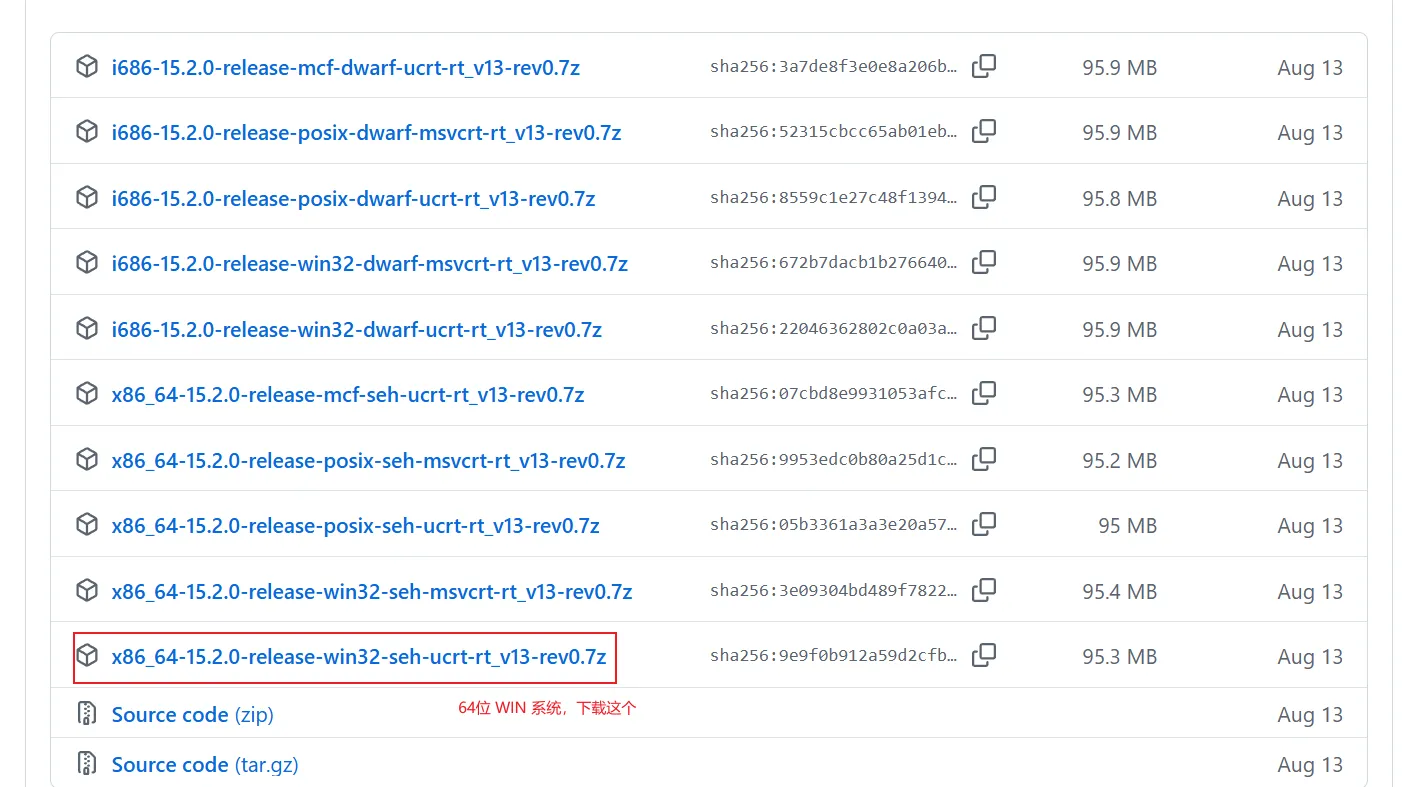 i686-15.2.0-release-mcf-dwarf-ucrt-rt_v13-rev0.7z sha256:3a7de8f3e0e8a206b… 95.9 MB Aug 13
i686-15.2.0-release-posix-dwarf-msvcrt-rt_v13-rev0.7z sha256:52315cbcc65ab01eb… 95.9 MB Aug 13
i686-15.2.0-release-posix-dwarf-ucrt-rt_v13-rev0.7z sha256:8559c1e27c48f1394… 95.8 MB Aug 13
i686-15.2.0-release-win32-dwarf-msvcrt-rt_v13-rev0.7z sha256:672b7dacb1b276640… 95.9 MB Aug 13
i686-15.2.0-release-win32-dwarf-ucrt-rt_v13-rev0.7z sha256:22046362802c0a03a… 95.9 MB Aug 13
x86_64-15.2.0-release-mcf-seh-ucrt-rt_v13-rev0.7z sha256:07cbd8e9931053afc… 95.3 MB Aug 13
x86_64-15.2.0-release-posix-seh-msvcrt-rt_v13-rev0.7z sha256:9953edc0b80a25d1c… 95.2 MB Aug 13
x86_64-15.2.0-release-posix-seh-ucrt-rt_v13-rev0.7z sha256:05b3361a3a3e20a57… 95 MB Aug 13
x86_64-15.2.0-release-win32-seh-msvcrt-rt_v13-rev0.7z sha256:3e09304bd489f7822… 95.4 MB Aug 13
x86_64-15.2.0-release-win32-seh-ucrt-rt_v13-rev0.7z sha256:9e9f0b912a59d2cfb… 95.3 MB Aug 13
64位 WIN 系统，下载这个
Source code (zip) Aug 13
Source code (tar.gz) Aug 13